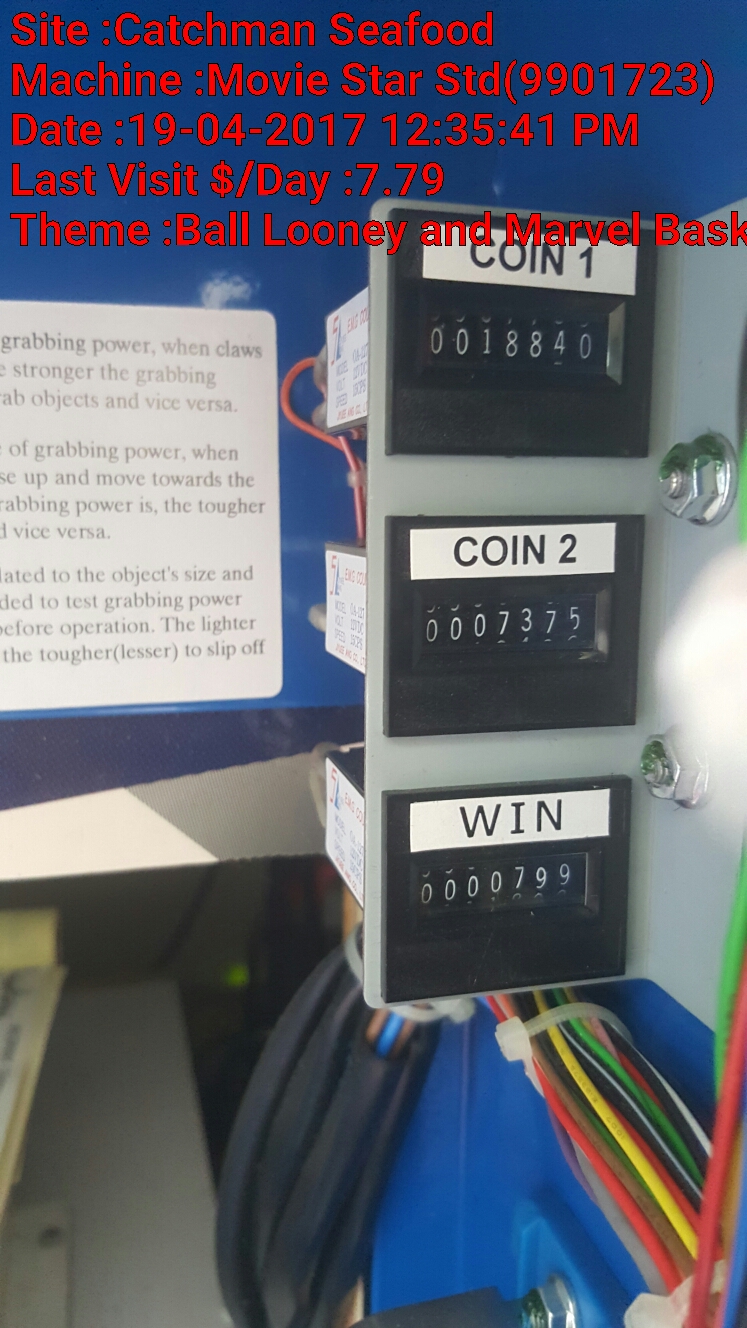 Site :Catchman Seafood
Machine :Movie Star Std(9901723)
Date :19-04-2017 12:35:41 PM
Last Visit $/Day :7.79
Theme :Ball Looney and Marvel Bask
COIN 1
0018840
grabbing power, when claws
e stronger the grabbing
ab objects and vice versa.
of grabbing power, when
se up and move towards the
rabbing power is, the tougher
d vice versa.
lated to the object's size and
ded to test grabbing power
before operation. The lighter
the tougher(lesser) to slip off
COIN 2
0007375
WIN
0000799